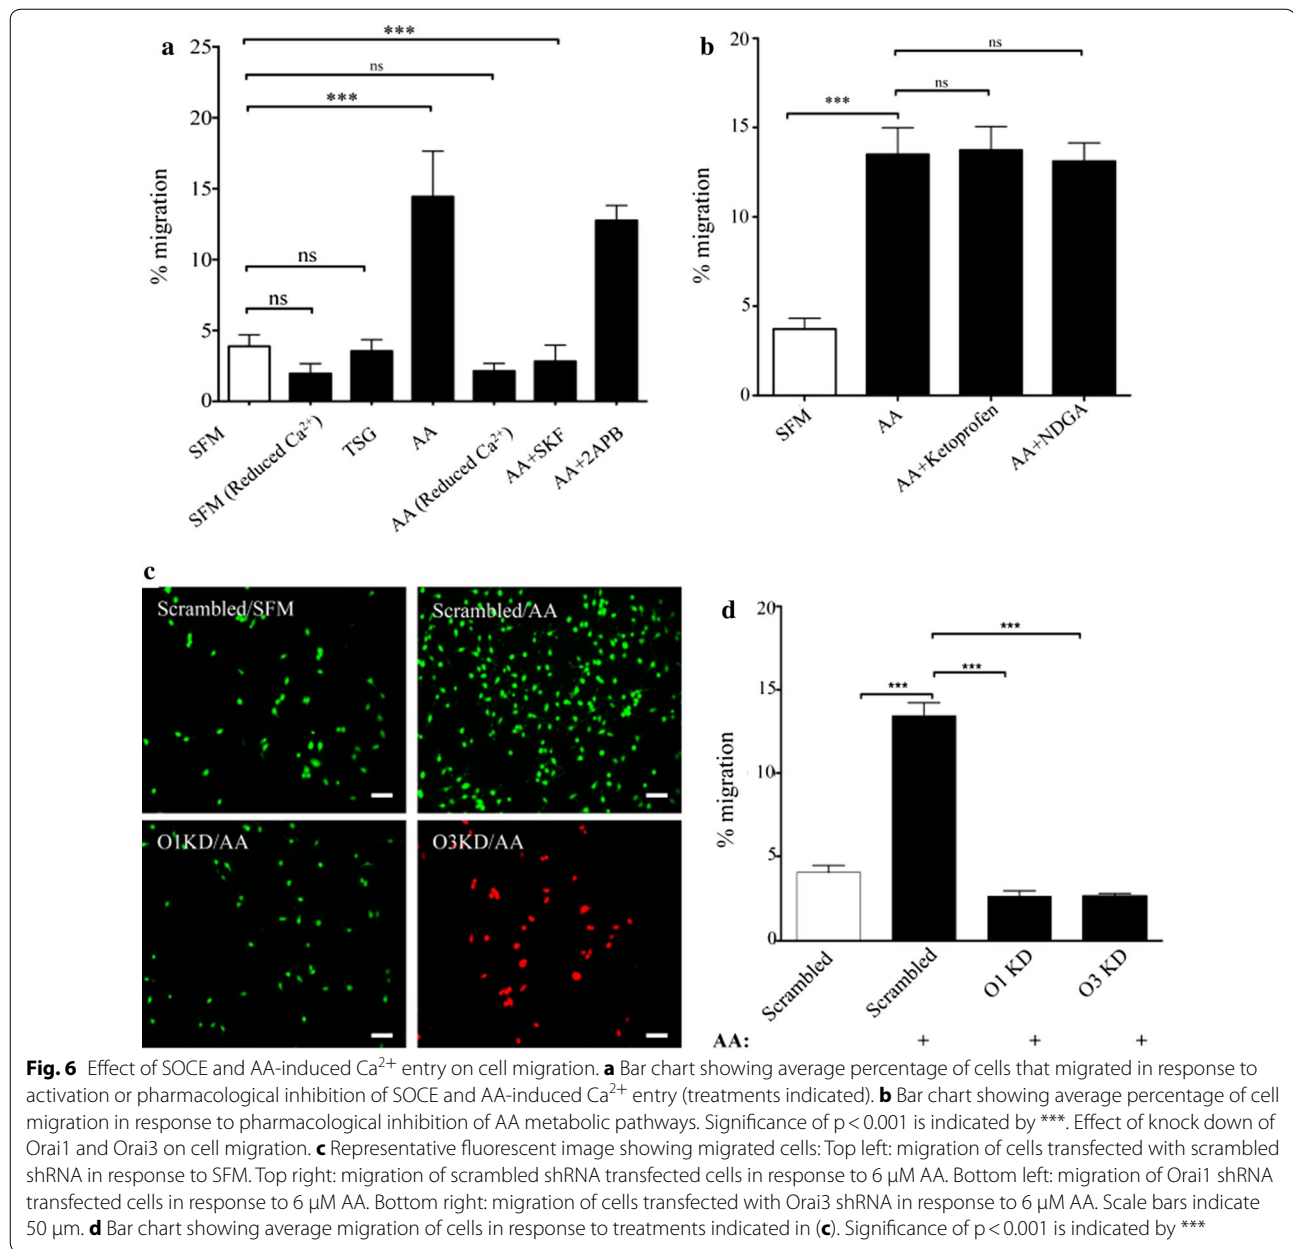 a
25
20
15
10
5
0
% migration
***
ns
***
ns
ns
SFM
SFM (Reduced Ca²⁺)
TSG
AA
AA (Reduced Ca²⁺)
AA+SKF
AA+2APB
b
20
15
10
5
0
% migration
***
ns
ns
SFM
AA
AA+Ketoprofen
AA+NDGA
c
Scrambled/SFM
Scrambled/AA
O1KD/AA
O3KD/AA
d
20
15
10
5
0
% migration
***
***
***
Scrambled
Scrambled
O1 KD
O3 KD
AA: + + +
Fig. 6 Effect of SOCE and AA-induced Ca²⁺ entry on cell migration. a Bar chart showing average percentage of cells that migrated in response to
activation or pharmacological inhibition of SOCE and AA-induced Ca²⁺ entry (treatments indicated). b Bar chart showing average percentage of cell
migration in response to pharmacological inhibition of AA metabolic pathways. Significance of p < 0.001 is indicated by ***. Effect of knock down of
Orai1 and Orai3 on cell migration. c Representative fluorescent image showing migrated cells: Top left: migration of cells transfected with scrambled
shRNA in response to SFM. Top right: migration of scrambled shRNA transfected cells in response to 6 µM AA. Bottom left: migration of Orai1 shRNA
transfected cells in response to 6 µM AA. Bottom right: migration of cells transfected with Orai3 shRNA in response to 6 µM AA. Scale bars indicate
50 µm. d Bar chart showing average migration of cells in response to treatments indicated in (c). Significance of p < 0.001 is indicated by ***